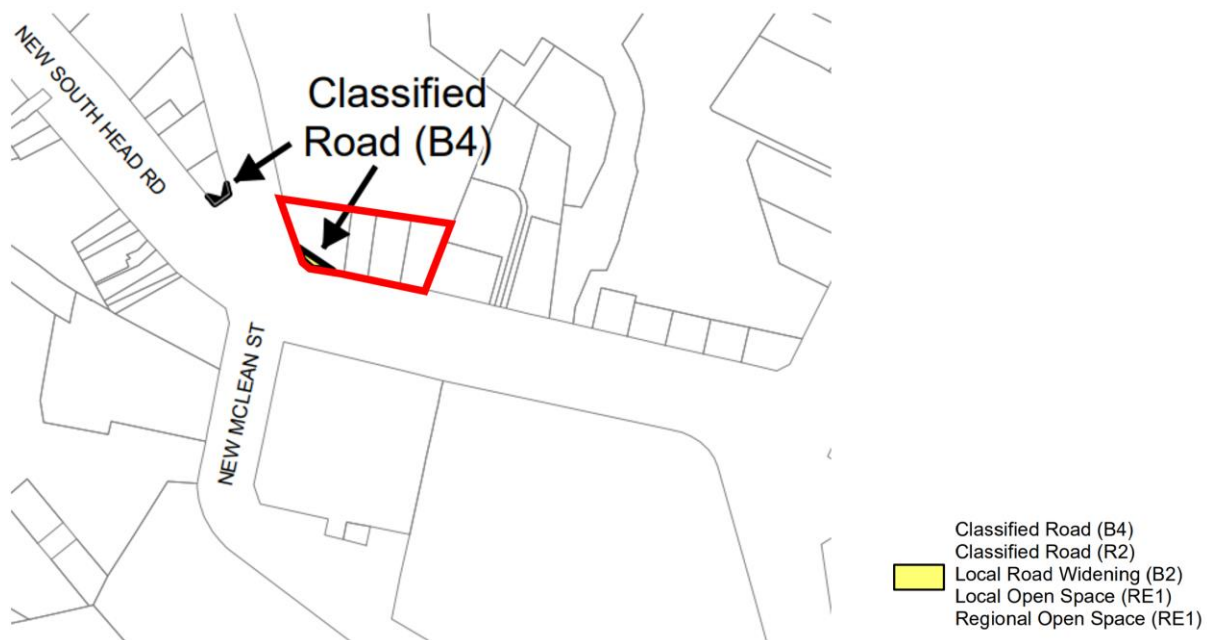 NEW SOUTH HEAD RD
Classified
Road (B4)
NEW MCLEAN ST
Classified Road (B4)
Classified Road (R2)
Local Road Widening (B2)
Local Open Space (RE1)
Regional Open Space (RE1)